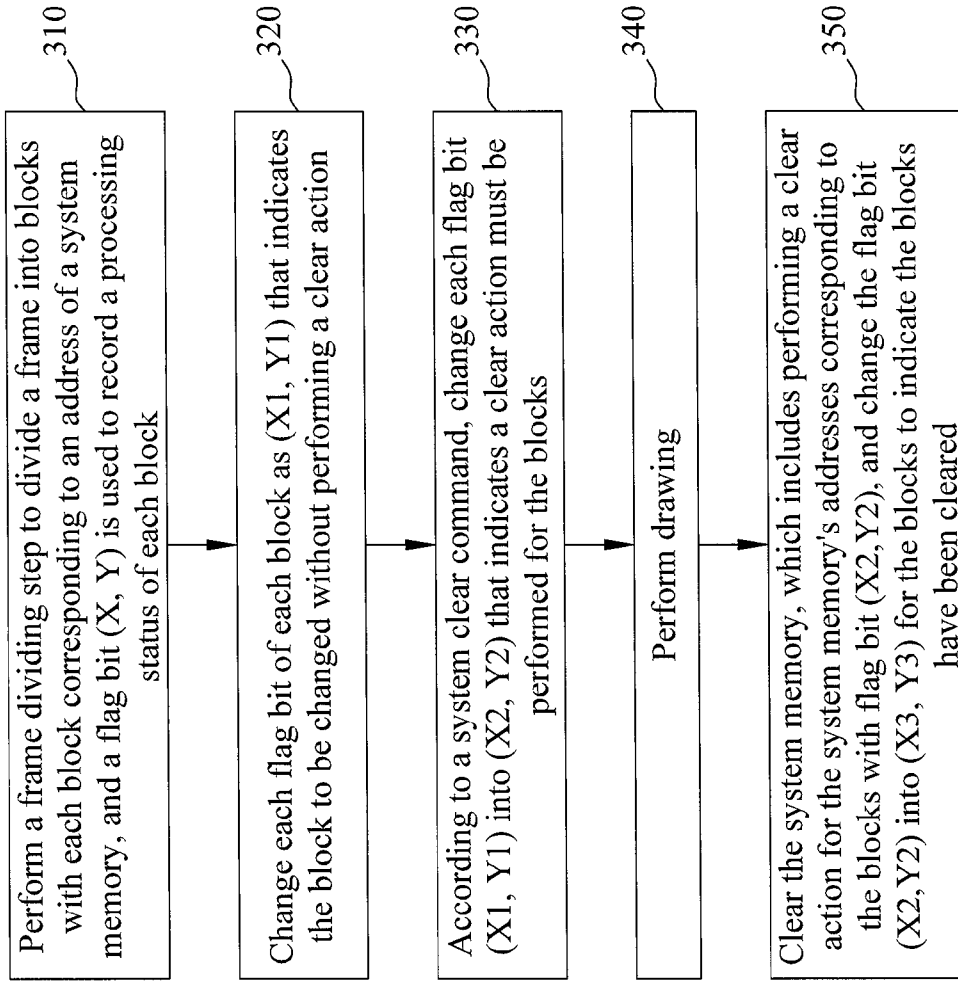 Perform a frame dividing step to divide a frame into blocks
with each block corresponding to an address of a system
memory, and a flag bit (X, Y) is used to record a processing
status of each block
310
Change each flag bit of each block as (X1, Y1) that indicates
the block to be changed without performing a clear action
320
According to a system clear command, change each flag bit
(X1, Y1) into (X2, Y2) that indicates a clear action must be
performed for the blocks
330
Perform drawing
340
Clear the system memory, which includes performing a clear
action for the system memory's addresses corresponding to
the blocks with flag bit (X2,Y2), and change the flag bit
(X2,Y2) into (X3, Y3) for the blocks to indicate the blocks
have been cleared
350